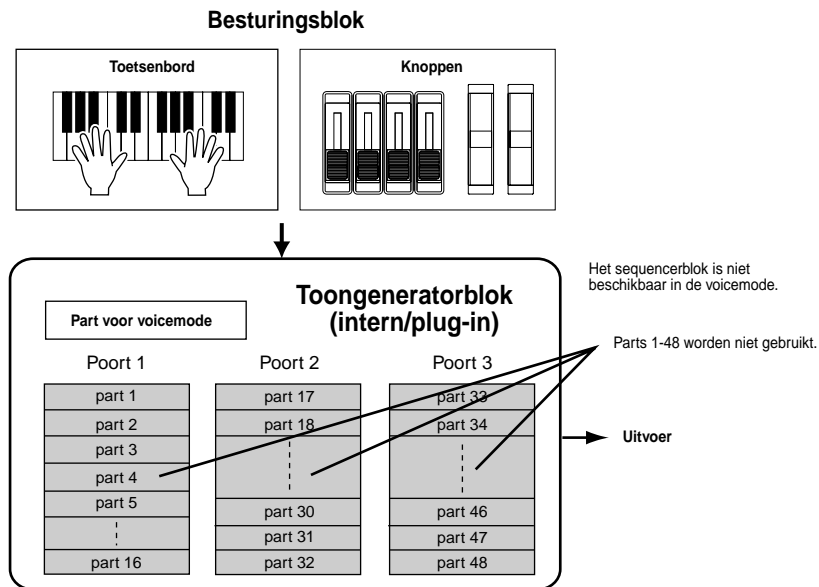 Besturingsblok
Toetsenbord
Knoppen
Toongeneratorblok
(intern/plug-in)
Part voor voicemode
Het sequencerblok is niet
beschikbaar in de voicemode.
Parts 1-48 worden niet gebruikt.
Poort 1
part 1
part 2
part 3
part 4
part 5
part 16
Poort 2
part 17
part 18
part 30
part 31
part 32
Poort 3
part 33
part 34
part 46
part 47
part 48
Uitvoer